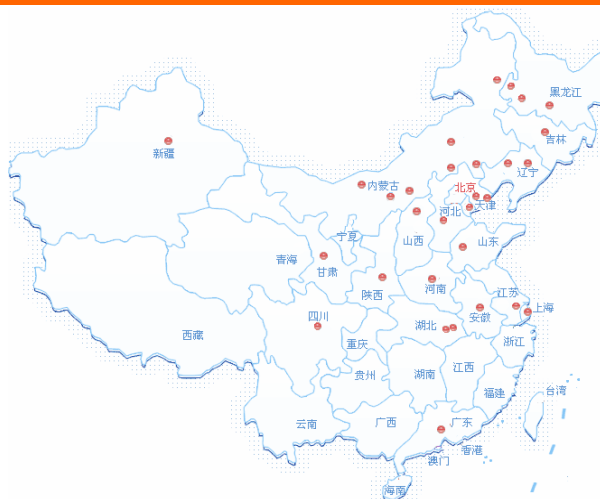 黑龙江
吉林
新疆
辽宁
内蒙古
北京
天津
河北
宁夏
山西
山东
青海
甘肃
陕西
河南
江苏
上海
四川
安徽
湖北
西藏
重庆
浙江
贵州
湖南
江西
福建
台湾
云南
广西
广东
香港
澳门
海南